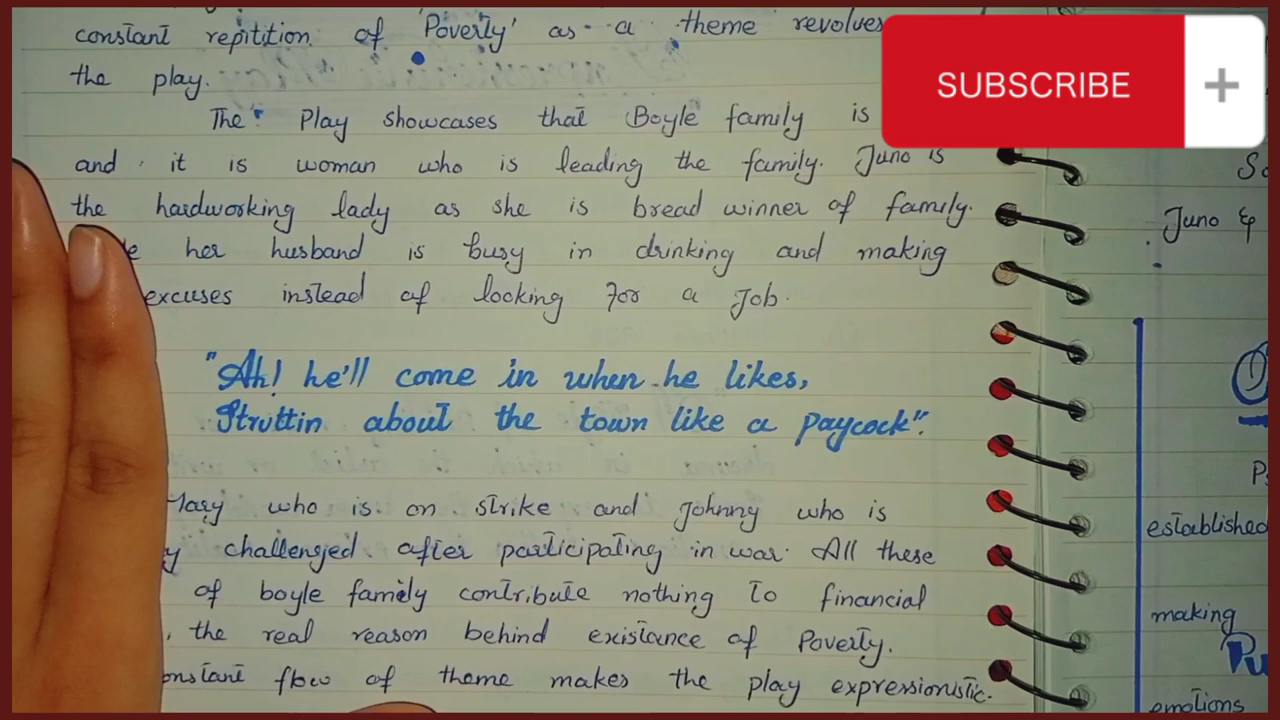 constant repitition of 'Poverty' as a theme revolves
the play.
The Play showcases that Boyle family is
and it is woman who is leading the family. Juno is
the hardworking lady as she is bread winner of family.
her husband is busy in drinking and making
excuses instead of looking for a Job.
"Ah! he'll come in when he likes,
Struttin about the town like a paycock".
Mary who is on strike and Johnny who is
challenged after participating in war. All these
of boyle family contribute nothing to financial
the real reason behind existance of Poverty.
flow of theme makes the play expressionistic.
SUBSCRIBE +
Juno &
established
making
emotions